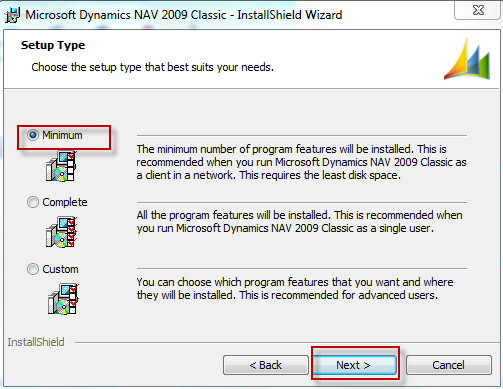 Microsoft Dynamics NAV 2009 Classic - InstallShield Wizard
Setup Type
Choose the setup type that best suits your needs.
Minimum
The minimum number of program features will be installed. This is
recommended when you run Microsoft Dynamics NAV 2009 Classic as
a client in a network. This requires the least disk space.
Complete
All the program features will be installed. This is recommended when
you run Microsoft Dynamics NAV 2009 Classic as a single user.
Custom
You can choose which program features that you want and where
they will be installed. This is recommended for advanced users.
InstallShield
< Back
Next >
Cancel